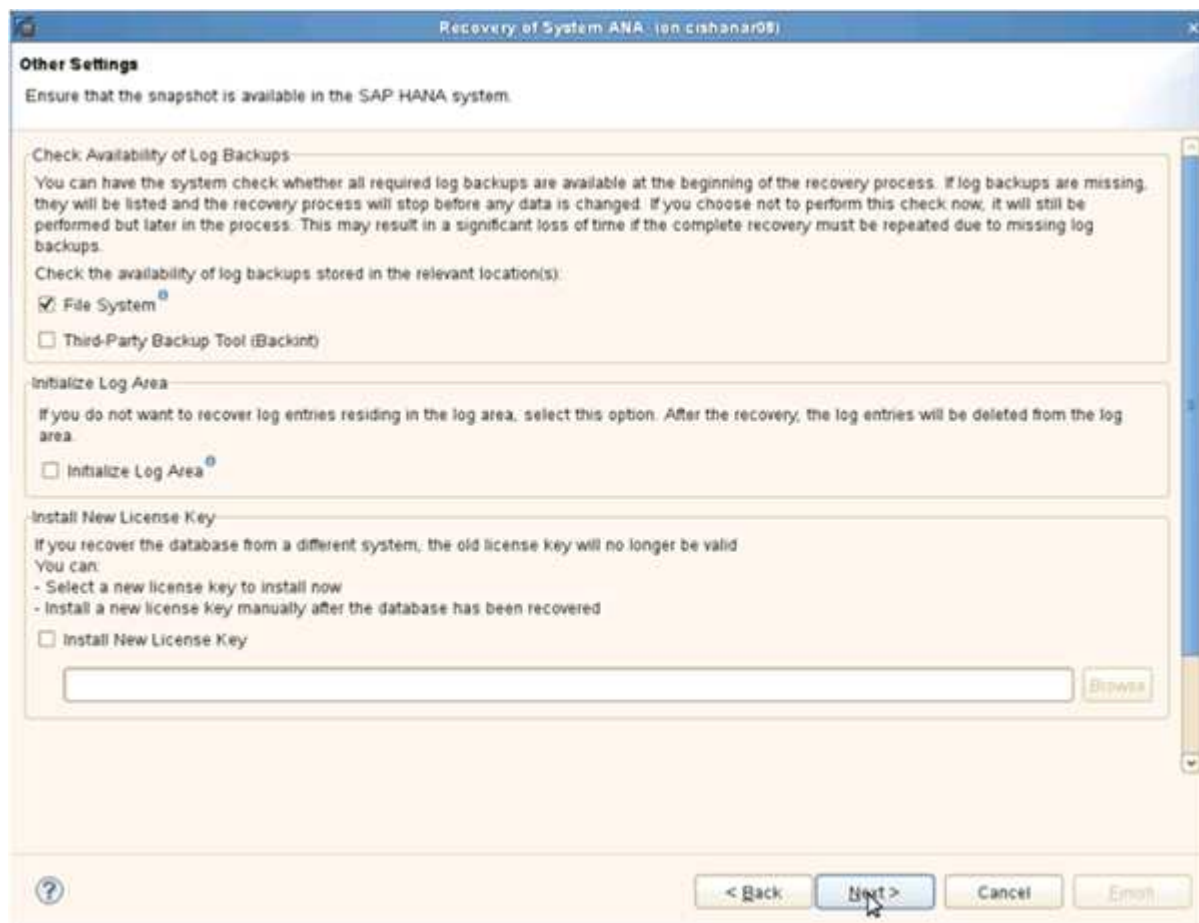 Recovery of System ANA (on cishanar08)
Other Settings
Ensure that the snapshot is available in the SAP HANA system.
Check Availability of Log Backups
You can have the system check whether all required log backups are available at the beginning of the recovery process. If log backups are missing,
they will be listed and the recovery process will stop before any data is changed. If you choose not to perform this check now, it will still be
performed but later in the process. This may result in a significant loss of time if the complete recovery must be repeated due to missing log
backups.
Check the availability of log backups stored in the relevant location(s):
File System
Third-Party Backup Tool (Backint)
Initialize Log Area
If you do not want to recover log entries residing in the log area, select this option. After the recovery, the log entries will be deleted from the log
area.
Initialize Log Area
Install New License Key
If you recover the database from a different system, the old license key will no longer be valid
You can:
- Select a new license key to install now
- Install a new license key manually after the database has been recovered
Install New License Key
Browse
< Back
Next >
Cancel
Finish